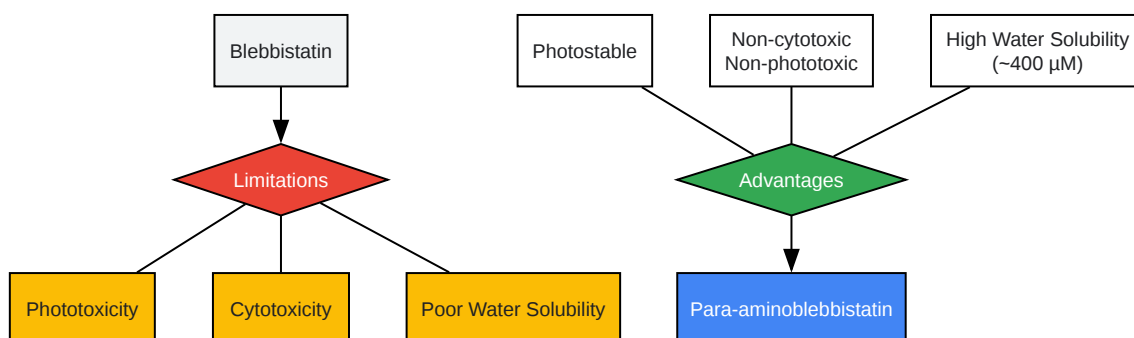 Blebbistatin
Photostable
Non-cytotoxic
Non-phototoxic
High Water Solubility
(~400 µM)
Limitations
Advantages
Phototoxicity
Cytotoxicity
Poor Water Solubility
Para-aminoblebbistatin